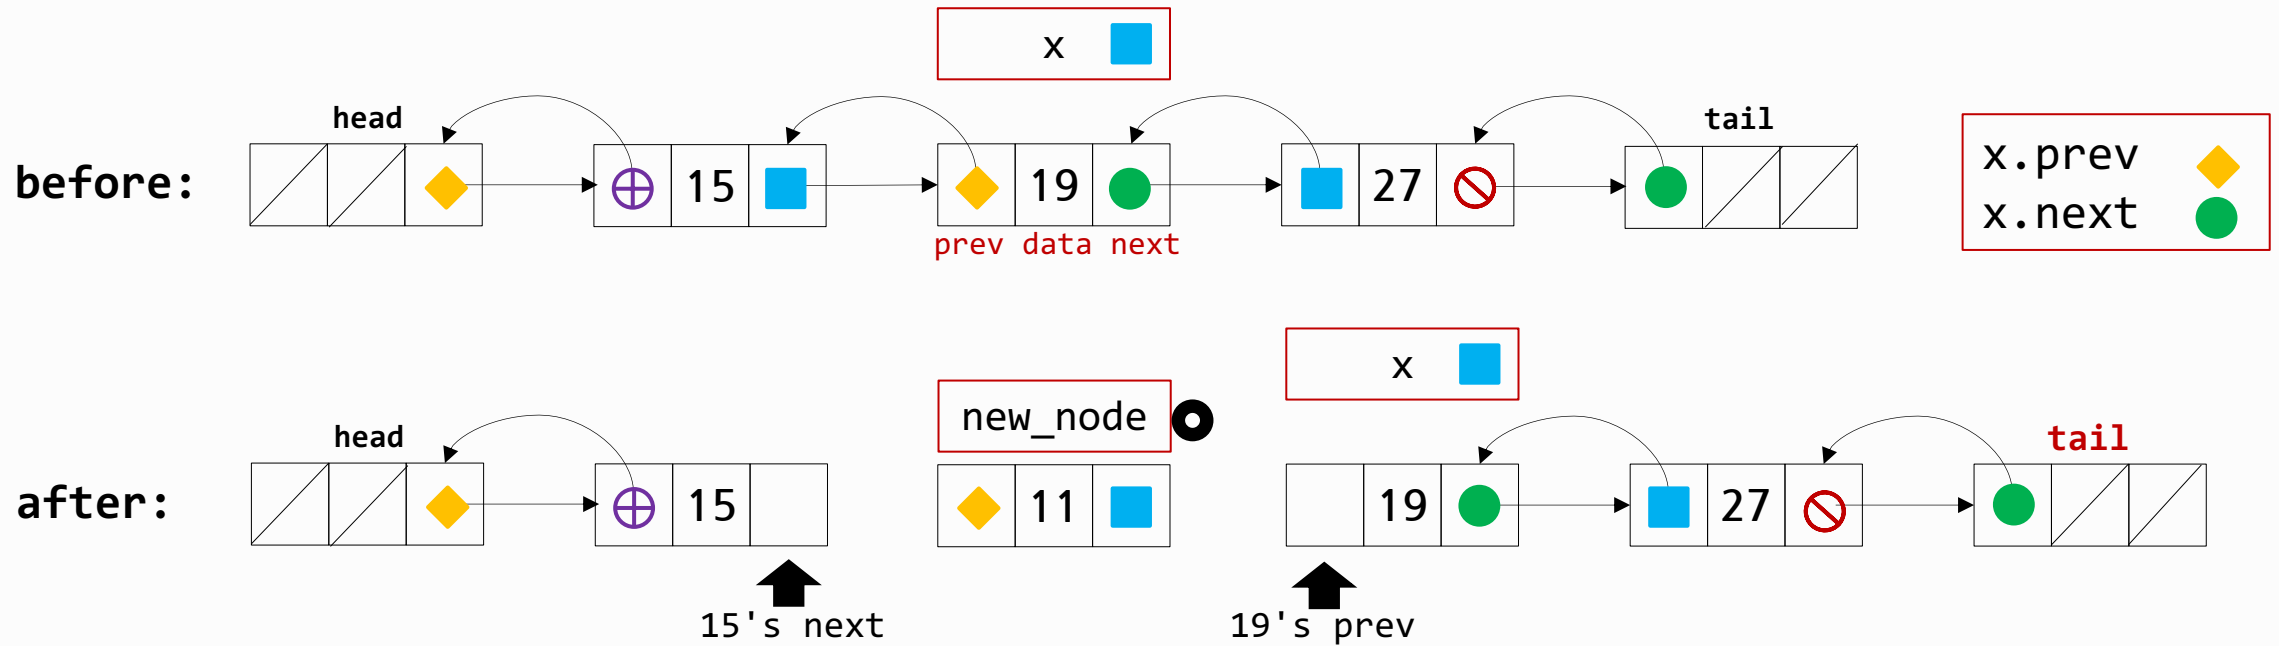 x
head
tail
before:
15
19
27
prev data next
x.prev
x.next
x
new_node
head
tail
after:
15
11
19
27
15's next
19's prev